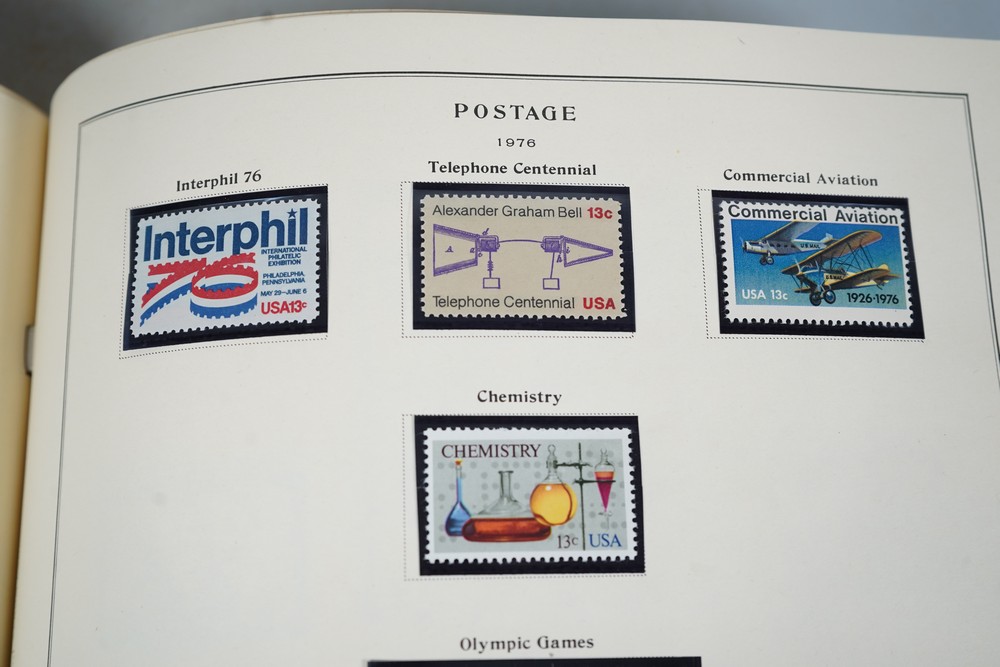 POSTAGE
1976
Interphil 76
Telephone Centennial
Commercial Aviation
Interphil
INTERNATIONAL
PHILATELIC
EXHIBITION
PHILADELPHIA,
PENNSYLVANIA
MAY 29-JUNE 6
USA13c
Alexander Graham Bell 13c
Telephone Centennial USA
Commercial Aviation
U.S. MAIL
U.S. MAIL
USA 13c
1926-1976
Chemistry
CHEMISTRY
13c USA
Olympic Games